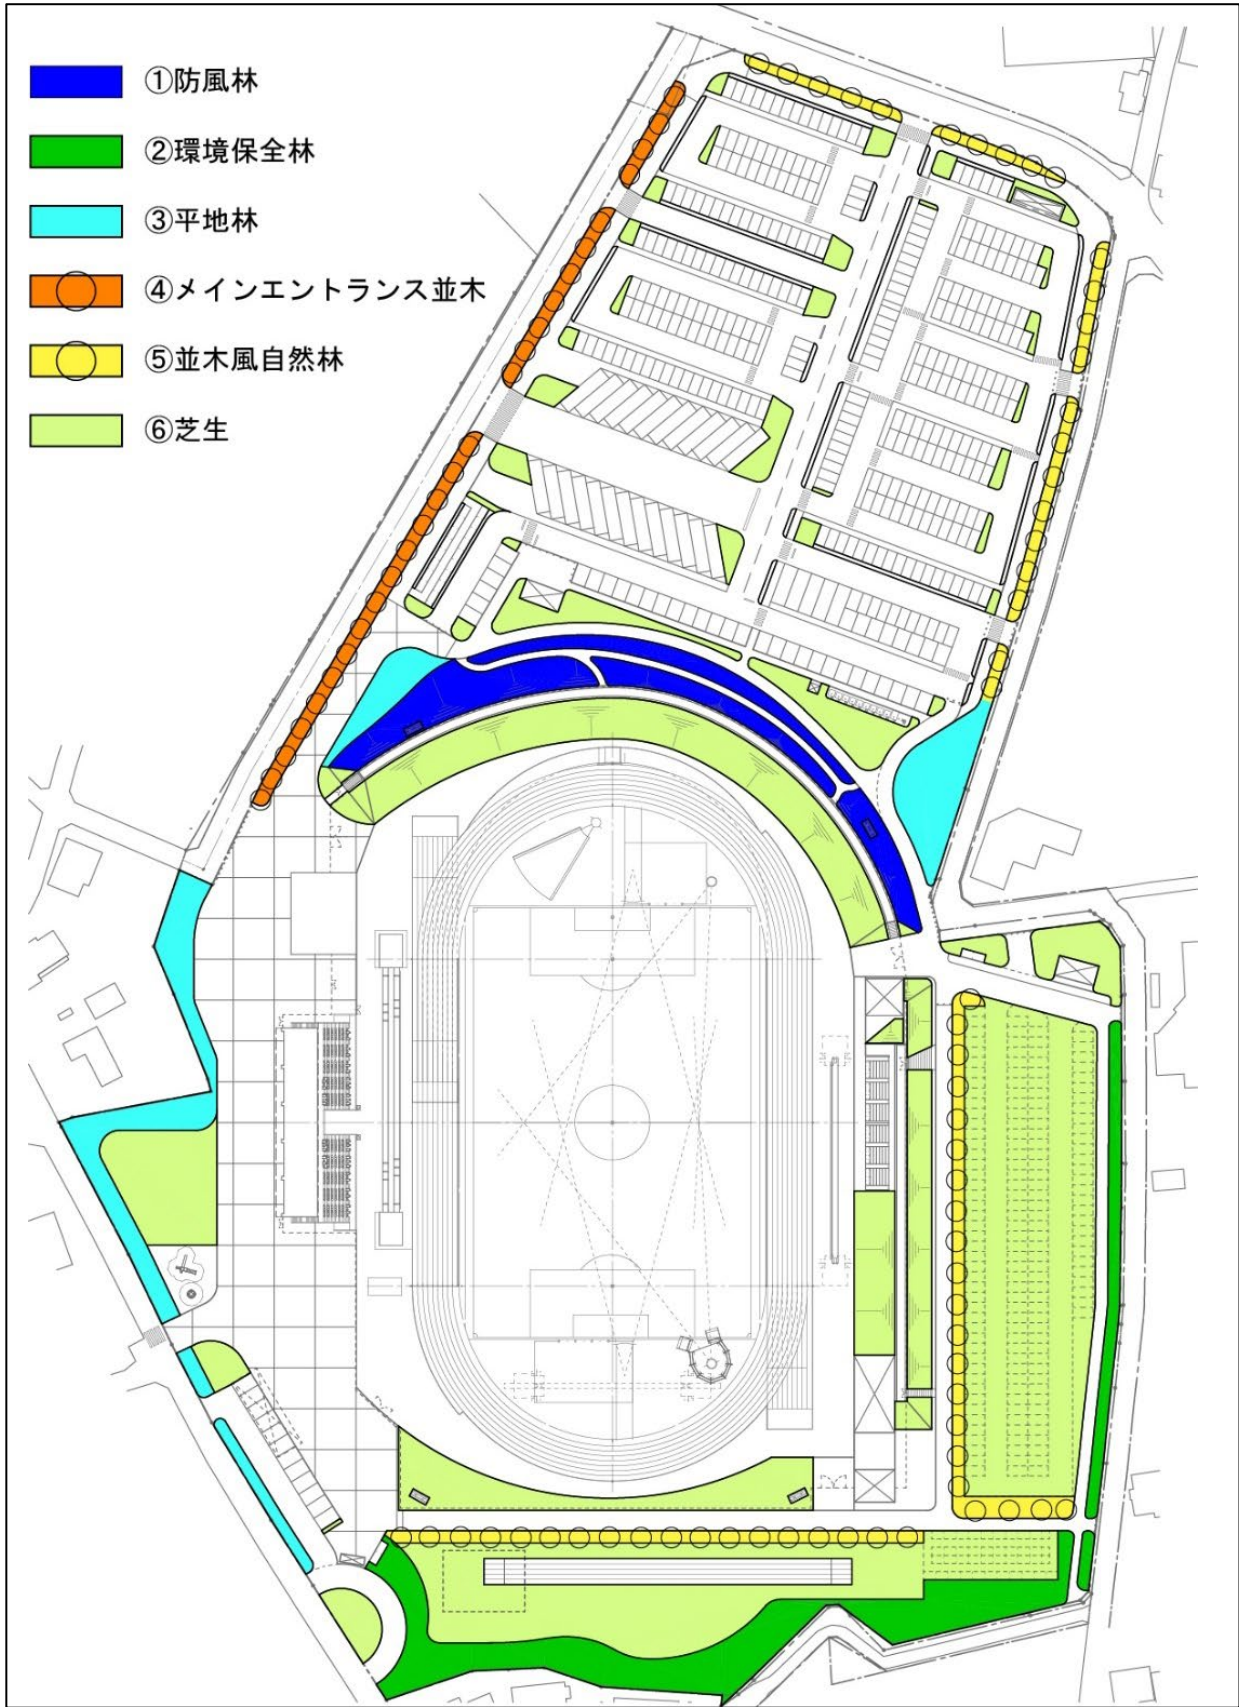 ①防風林
②環境保全林
③平地林
④メインエントランス並木
⑤並木風自然林
⑥芝生